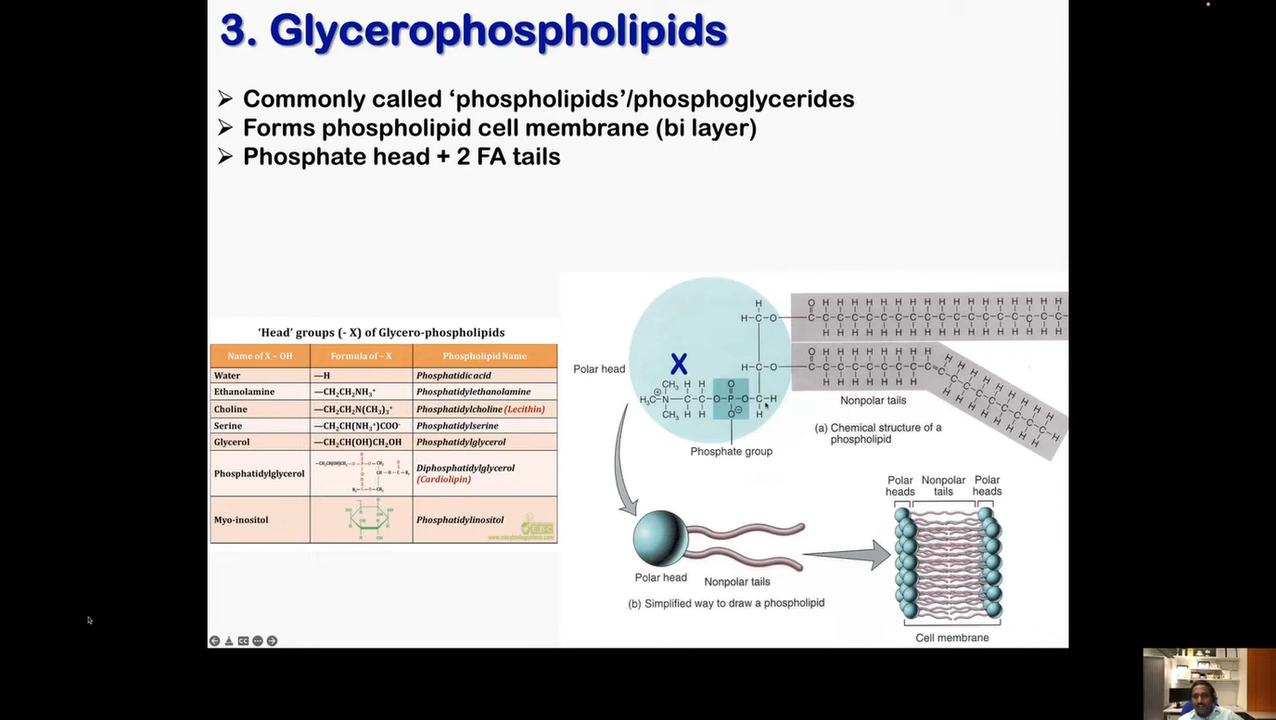 3. Glycerophospholipids
Commonly called ‘phospholipids’/phosphoglycerides
Forms phospholipid cell membrane (bi layer)
Phosphate head + 2 FA tails
‘Head’ groups (- X) of Glycero-phospholipids
Name of X – OH Formula of – X Phospholipid Name
Water —H Phosphatidic acid
Ethanolamine —CH₂CH₂NH₃⁺ Phosphatidylethanolamine
Choline —CH₂CH₂N(CH₃)₃⁺ Phosphatidylcholine (Lecithin)
Serine —CH₂CH(NH₃⁺)COO⁻ Phosphatidylserine
Glycerol —CH₂CH(OH)CH₂OH Phosphatidylglycerol
Phosphatidylglycerol Diphosphatidylglycerol
(Cardiolipin)
Myo-inositol Phosphatidylinositol
www.easybiologyclass.com
X
Polar head
Phosphate group
Nonpolar tails
(a) Chemical structure of a
phospholipid
Polar head
Nonpolar tails
(b) Simplified way to draw a phospholipid
Polar
heads
Nonpolar
tails
Polar
heads
Cell membrane